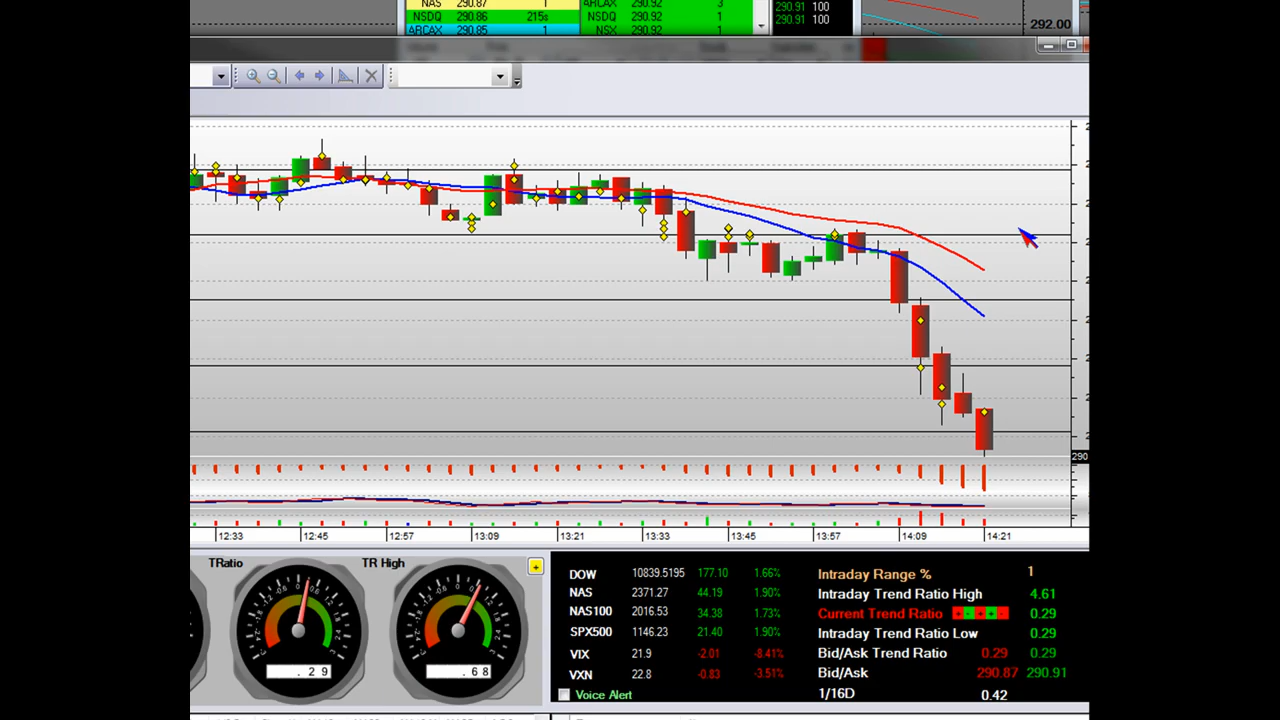 NAS 290.87 1 ARCAX 290.92 3
NSDQ 290.86 215s NSDQ 290.92 1 290.91 100
ARCAX 290.85 1 NSX 290.92 1 290.91 100
292.00
290
12:33 12:45 12:57 13:09 13:21 13:33 13:45 13:57 14:09 14:21
TRatio TR High
.29 .68
DOW 10839.5195 177.10 1.66%
NAS 2371.27 44.19 1.90%
NAS100 2016.53 34.38 1.73%
SPX500 1146.23 21.40 1.90%
VIX 21.9 -2.01 -8.41%
VXN 22.8 -0.83 -3.51%
Voice Alert
Intraday Range % 1
Intraday Trend Ratio High 4.61
Current Trend Ratio 0.29
Intraday Trend Ratio Low 0.29
Bid/Ask Trend Ratio 0.29 0.29
Bid/Ask 290.87 290.91
1/16D 0.42